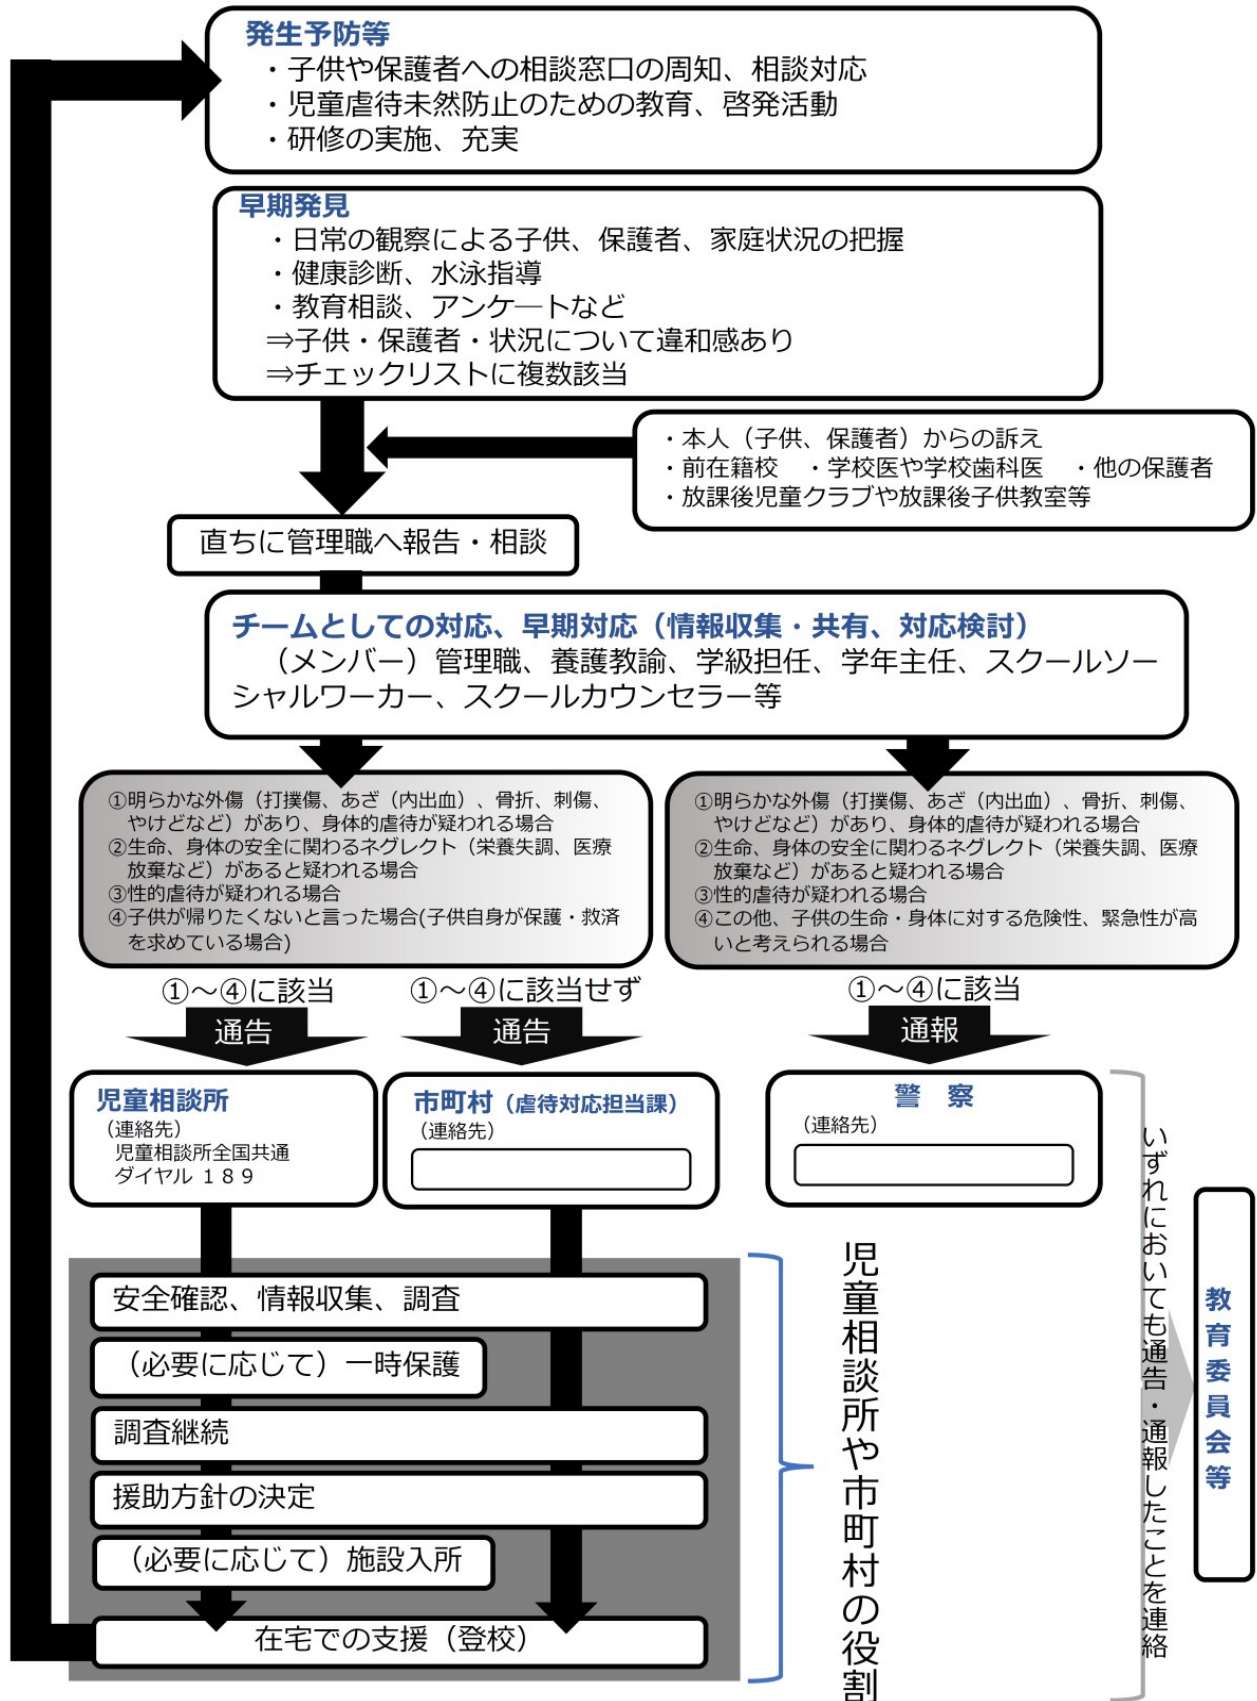 発生予防等
・子供や保護者への相談窓口の周知、相談対応
・児童虐待未然防止のための教育、啓発活動
・研修の実施、充実
早期発見
・日常の観察による子供、保護者、家庭状況の把握
・健康診断、水泳指導
・教育相談、アンケ―トなど
⇒子供・保護者・状況について違和感あり
⇒チェックリストに複数該当
・本人（子供、保護者）からの訴え
・前在籍校　・学校医や学校歯科医　・他の保護者
・放課後児童クラブや放課後子供教室等
直ちに管理職へ報告・相談
チームとしての対応、早期対応（情報収集・共有、対応検討）
（メンバー）管理職、養護教諭、学級担任、学年主任、スクールソー
シャルワーカー、スクールカウンセラー等
①明らかな外傷（打撲傷、あざ（内出血）、骨折、刺傷、
やけどなど）があり、身体的虐待が疑われる場合
②生命、身体の安全に関わるネグレクト（栄養失調、医療
放棄など）があると疑われる場合
③性的虐待が疑われる場合
④子供が帰りたくないと言った場合(子供自身が保護・救済
を求めている場合)
①明らかな外傷（打撲傷、あざ（内出血）、骨折、刺傷、
やけどなど）があり、身体的虐待が疑われる場合
②生命、身体の安全に関わるネグレクト（栄養失調、医療
放棄など）があると疑われる場合
③性的虐待が疑われる場合
④この他、子供の生命・身体に対する危険性、緊急性が高
いと考えられる場合
①～④に該当
①～④に該当せず
①～④に該当
通告
通告
通報
児童相談所
（連絡先）
児童相談所全国共通
ダイヤル １８９
市町村（虐待対応担当課）
（連絡先）
警　察
（連絡先）
いずれにおいても通告・通報したことを連絡
教育委員会等
安全確認、情報収集、調査
（必要に応じて）一時保護
調査継続
援助方針の決定
（必要に応じて）施設入所
在宅での支援（登校）
児童相談所や市町村の役割